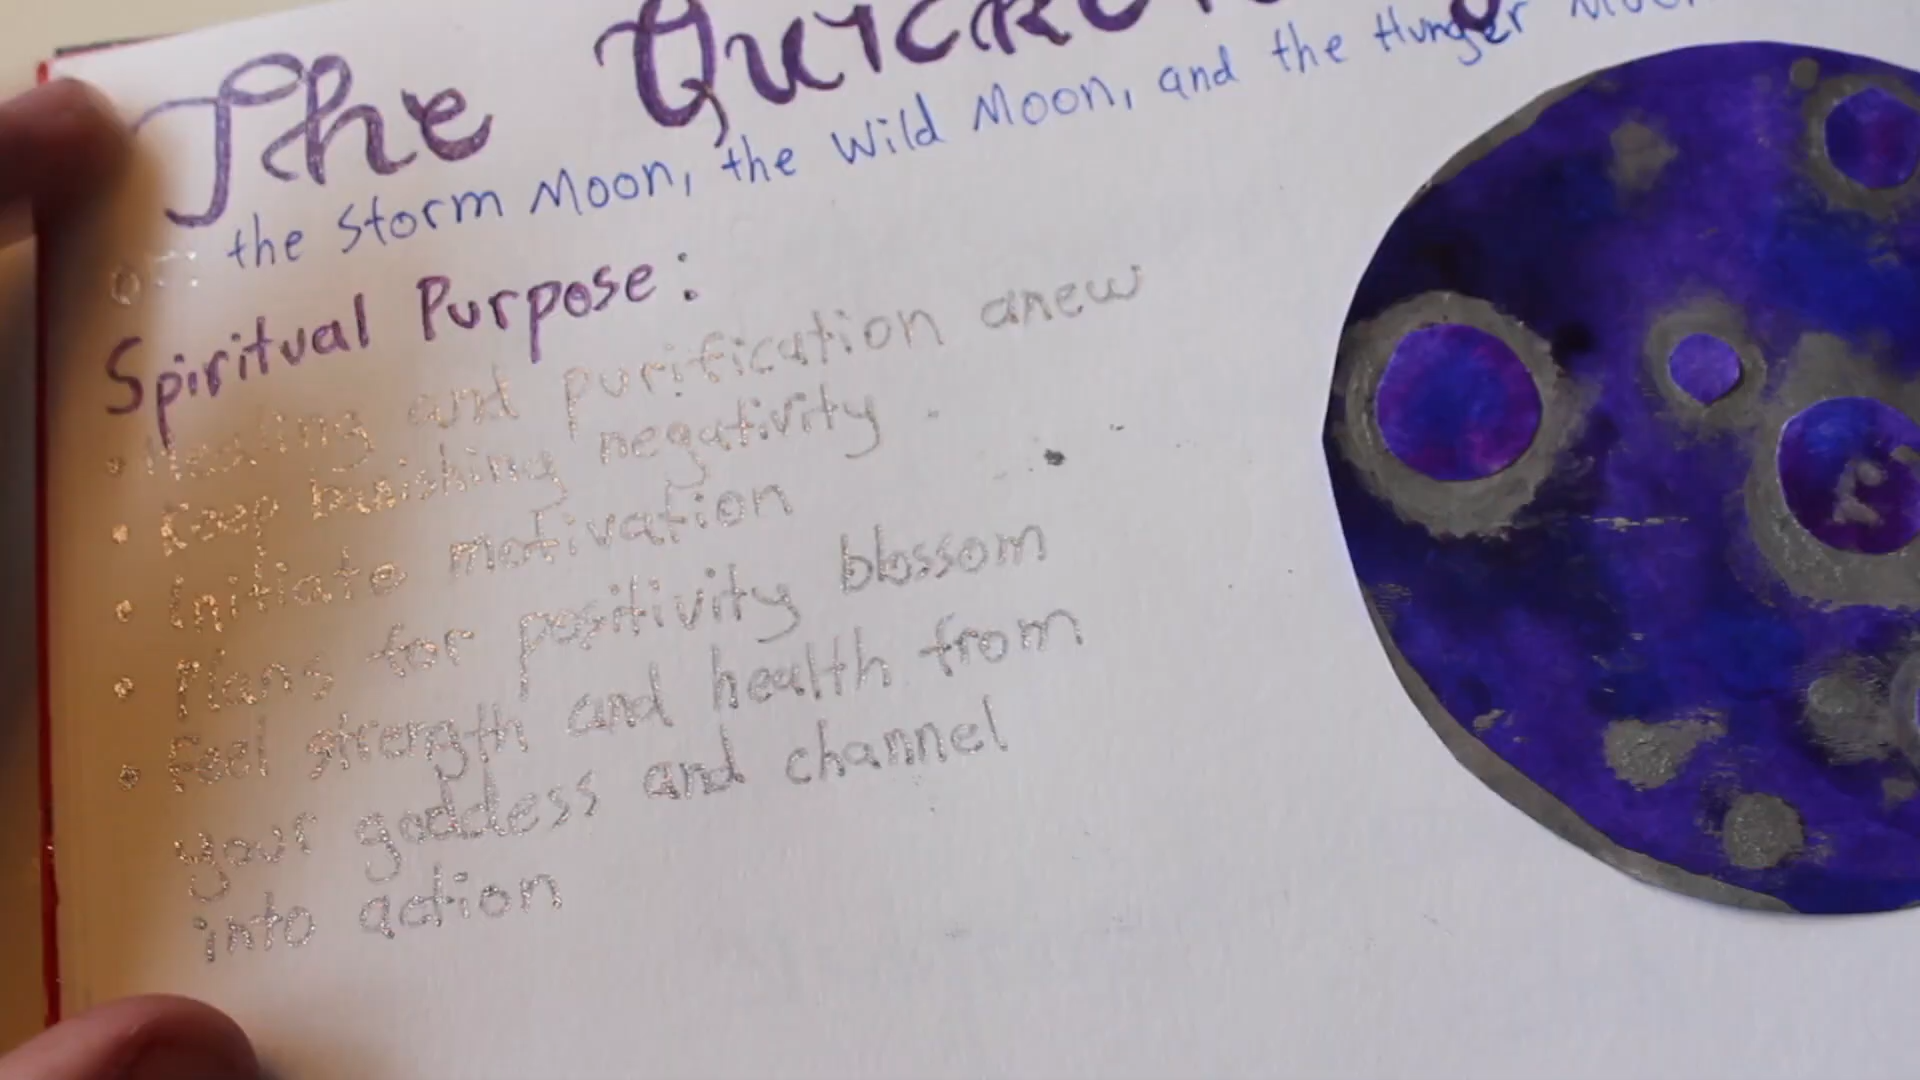 The
the Storm Moon, the Wild Moon, and the Hunger
Spiritual Purpose:
• Healing and purification anew
• Keep banishing negativity
• Initiate motivation
• Plans for positivity blossom
• Feel strength and health from
your goddess and channel
into action